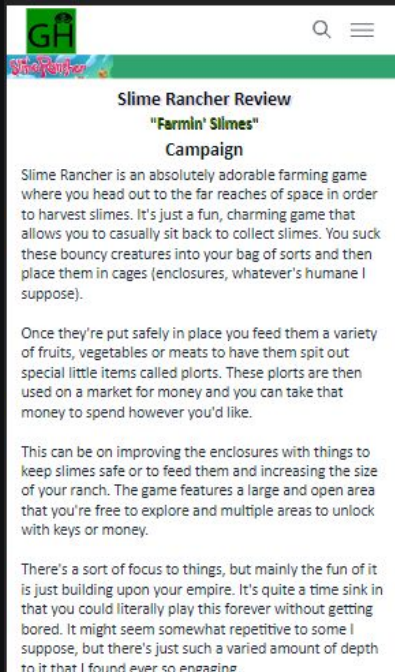 GH
Slime Rancher
Slime Rancher Review
"Farmin' Slimes"
Campaign
Slime Rancher is an absolutely adorable farming game
where you head out to the far reaches of space in order
to harvest slimes. It's just a fun, charming game that
allows you to casually sit back to collect slimes. You suck
these bouncy creatures into your bag of sorts and then
place them in cages (enclosures, whatever's humane I
suppose).
Once they're put safely in place you feed them a variety
of fruits, vegetables or meats to have them spit out
special little items called plorts. These plorts are then
used on a market for money and you can take that
money to spend however you'd like.
This can be on improving the enclosures with things to
keep slimes safe or to feed them and increasing the size
of your ranch. The game features a large and open area
that you're free to explore and multiple areas to unlock
with keys or money.
There's a sort of focus to things, but mainly the fun of it
is just building upon your empire. It's quite a time sink in
that you could literally play this forever without getting
bored. It might seem somewhat repetitive to some I
suppose, but there's just such a varied amount of depth
to it that I found ever so engaging.